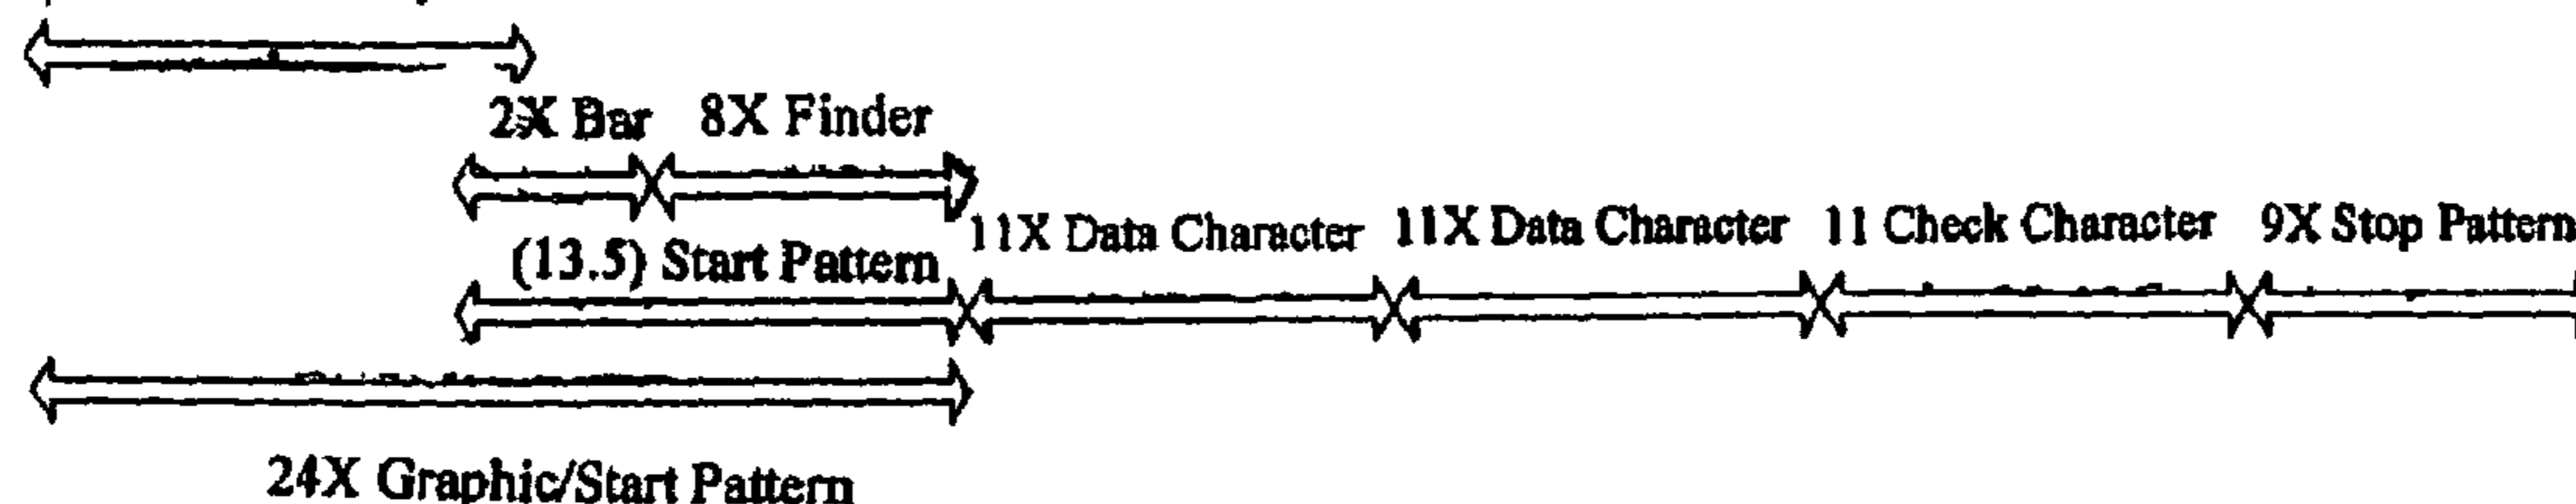 2X Bar 8X Finder
11X Data Character 11X Data Character 11 Check Character 9X Stop Pattern
(13.5) Start Pattern
24X Graphic/Start Pattern